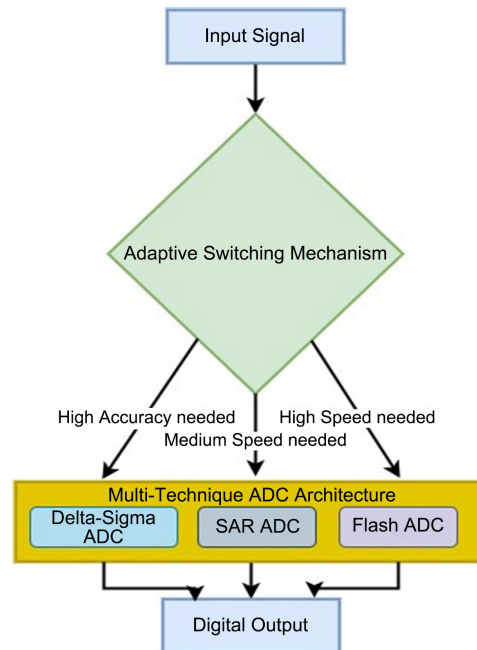 Input Signal
Adaptive Switching Mechanism
High Accuracy needed
High Speed needed
Medium Speed needed
Multi-Technique ADC Architecture
Delta-Sigma
ADC
SAR ADC
Flash ADC
Digital Output